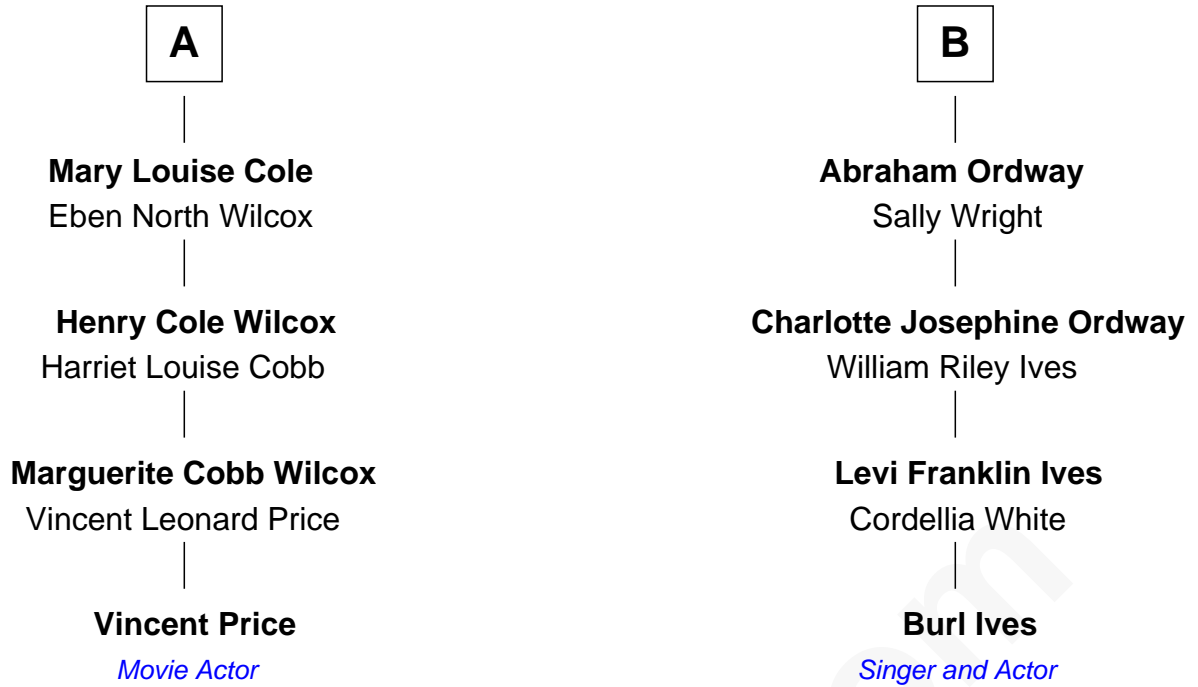 A
Mary Louise Cole
Eben North Wilcox
Henry Cole Wilcox
Harriet Louise Cobb
Marguerite Cobb Wilcox
Vincent Leonard Price
Vincent Price
Movie Actor
B
Abraham Ordway
Sally Wright
Charlotte Josephine Ordway
William Riley Ives
Levi Franklin Ives
Cordellia White
Burl Ives
Singer and Actor